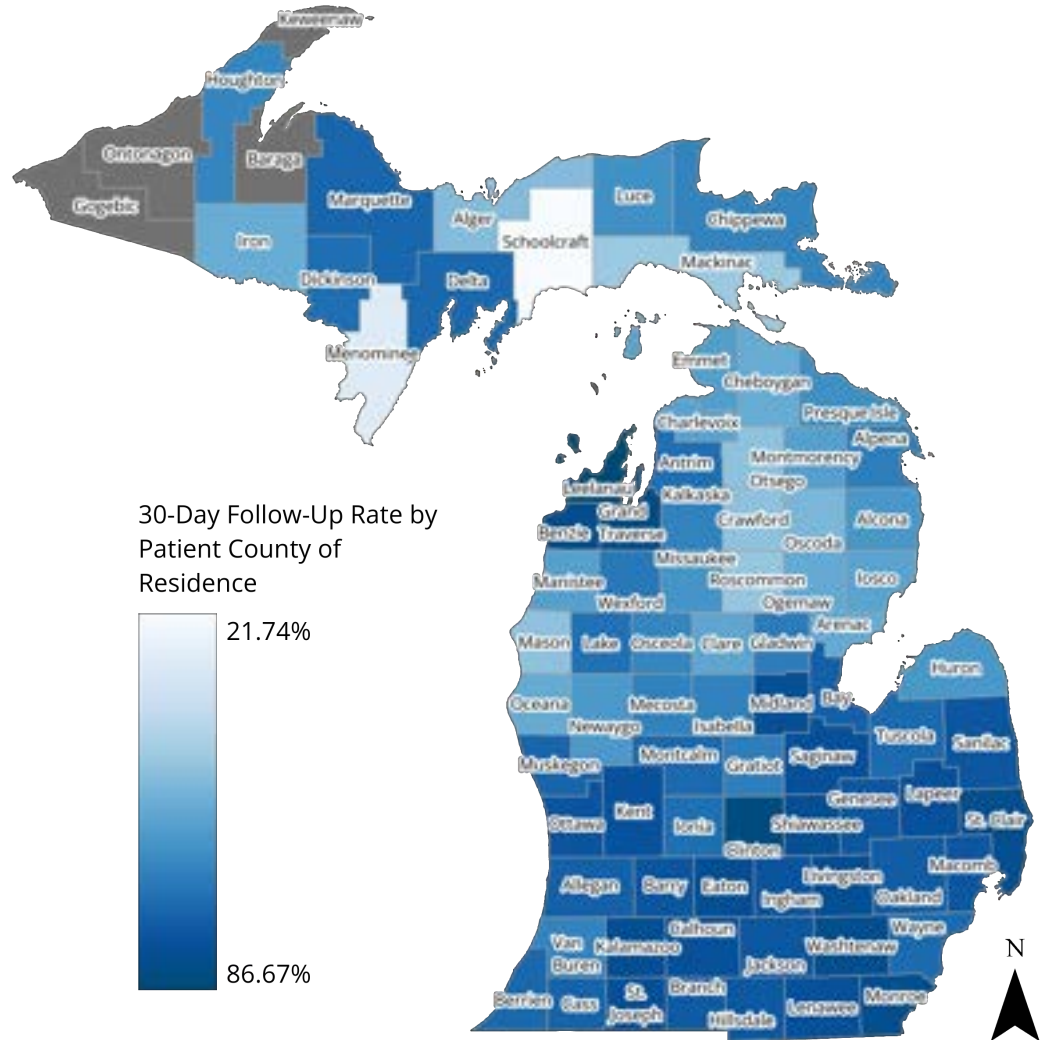 Keweenaw
Houghton
Ontonagon
Baraga
Gogebic
Marquette
Luce
Alger
Chippewa
Iron
Schoolcraft
Mackinac
Dickinson
Delta
Menominee
Emmet
Cheboygan
Presque Isle
Charlevoix
Alpena
Montmorency
Antrim
Otsego
Leelanau
Kalkaska
Grand
Traverse
Crawford
Alcona
Benzie
Oscoda
Missaukee
Manistee
Roscommon
Iosco
Wexford
Ogemaw
Arenac
Mason
Lake
Osceola
Clare
Gladwin
Huron
Oceana
Mecosta
Midland
Bay
Newaygo
Isabella
Tuscola
Sanilac
Muskegon
Montcalm
Gratiot
Saginaw
Kent
Genesee
Lapeer
Ottawa
Ionia
Shiawassee
St. Clair
Clinton
Macomb
Allegan
Barry
Eaton
Livingston
Ingham
Oakland
Van
Buren
Kalamazoo
Calhoun
Washtenaw
Wayne
Jackson
Berrien
Cass
St.
Joseph
Branch
Hillsdale
Lenawee
Monroe
30-Day Follow-Up Rate by
Patient County of
Residence
21.74%
86.67%
N